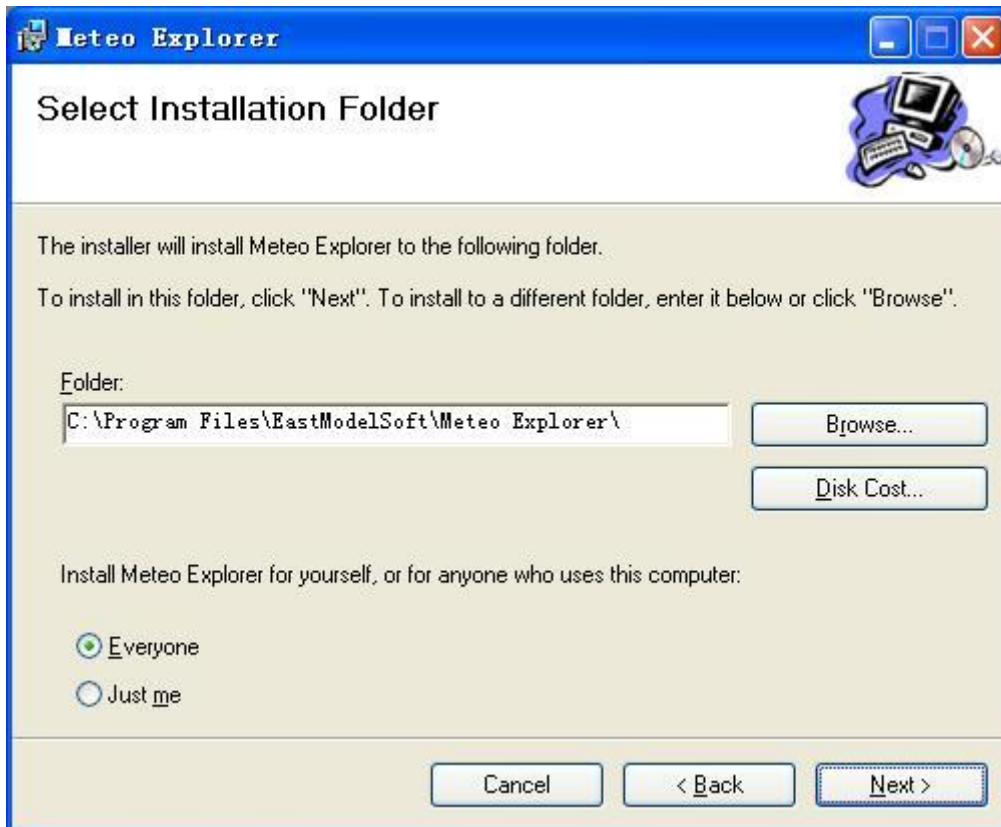 Meteo Explorer
Select Installation Folder
The installer will install Meteo Explorer to the following folder.
To install in this folder, click "Next". To install to a different folder, enter it below or click "Browse".
Folder:
C:\Program Files\EastModelSoft\Meteo Explorer\
Browse...
Disk Cost...
Install Meteo Explorer for yourself, or for anyone who uses this computer:
Everyone
Just me
Cancel
< Back
Next >